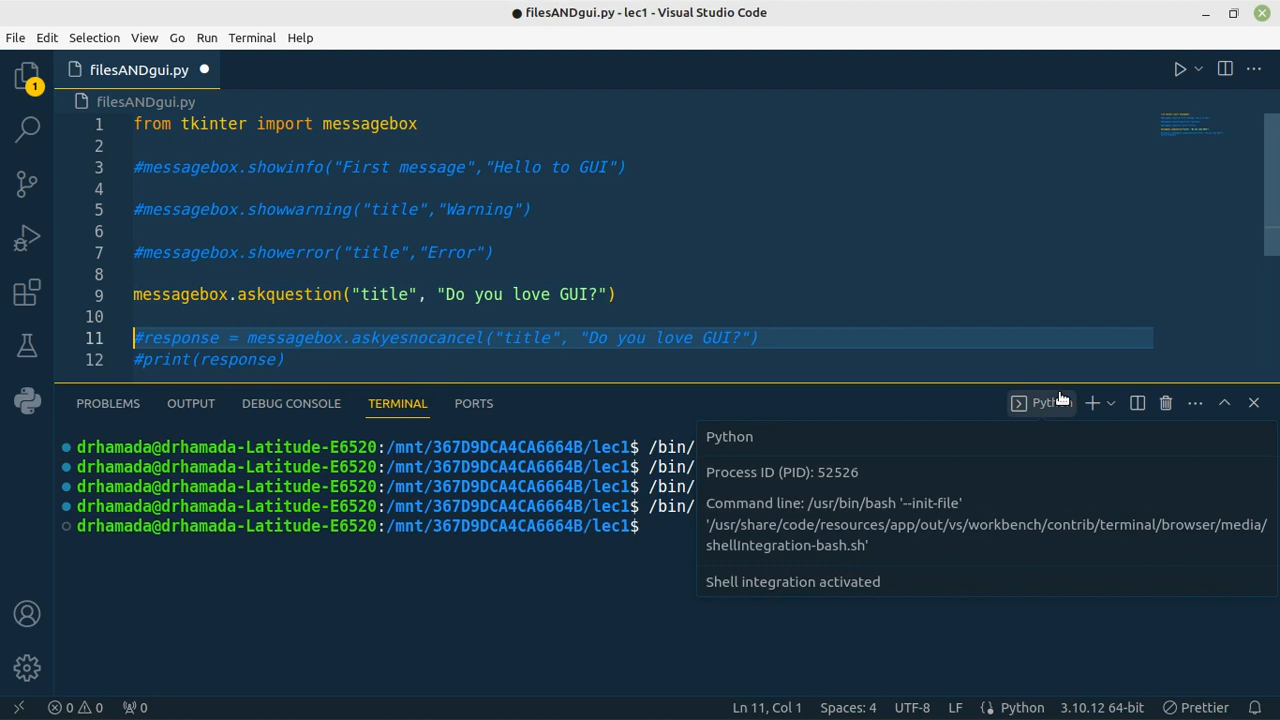 filesANDgui.py - lec1 - Visual Studio Code
File Edit Selection View Go Run Terminal Help
filesANDgui.py
filesANDgui.py
1 from tkinter import messagebox
2
3 #messagebox.showinfo("First message","Hello to GUI")
4
5 #messagebox.showwarning("title","Warning")
6
7 #messagebox.showerror("title","Error")
8
9 messagebox.askquestion("title", "Do you love GUI?")
10
11 #response = messagebox.askyesnocancel("title", "Do you love GUI?")
12 #print(response)
1
PROBLEMS OUTPUT DEBUG CONSOLE TERMINAL PORTS Python
drhamada@drhamada-Latitude-E6520:/mnt/367D9DCA4CA6664B/lec1$ /bin/
drhamada@drhamada-Latitude-E6520:/mnt/367D9DCA4CA6664B/lec1$ /bin/
drhamada@drhamada-Latitude-E6520:/mnt/367D9DCA4CA6664B/lec1$ /bin/
drhamada@drhamada-Latitude-E6520:/mnt/367D9DCA4CA6664B/lec1$ /bin/
drhamada@drhamada-Latitude-E6520:/mnt/367D9DCA4CA6664B/lec1$
Python
Process ID (PID): 52526
Command line: /usr/bin/bash '--init-file'
'/usr/share/code/resources/app/out/vs/workbench/contrib/terminal/browser/media/
shellIntegration-bash.sh'
Shell integration activated
0 0 0 Ln 11, Col 1 Spaces: 4 UTF-8 LF Python 3.10.12 64-bit Prettier